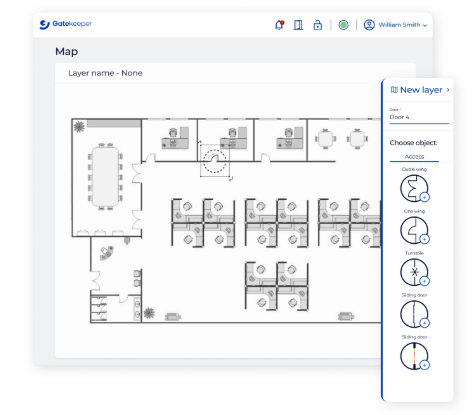 Gatekeeper
William Smith
Map
Layer name - None
New layer
Door *
Door 4
Choose object:
Access
Duble wing
One wing
Turnstile
Sliding door
Sliding door